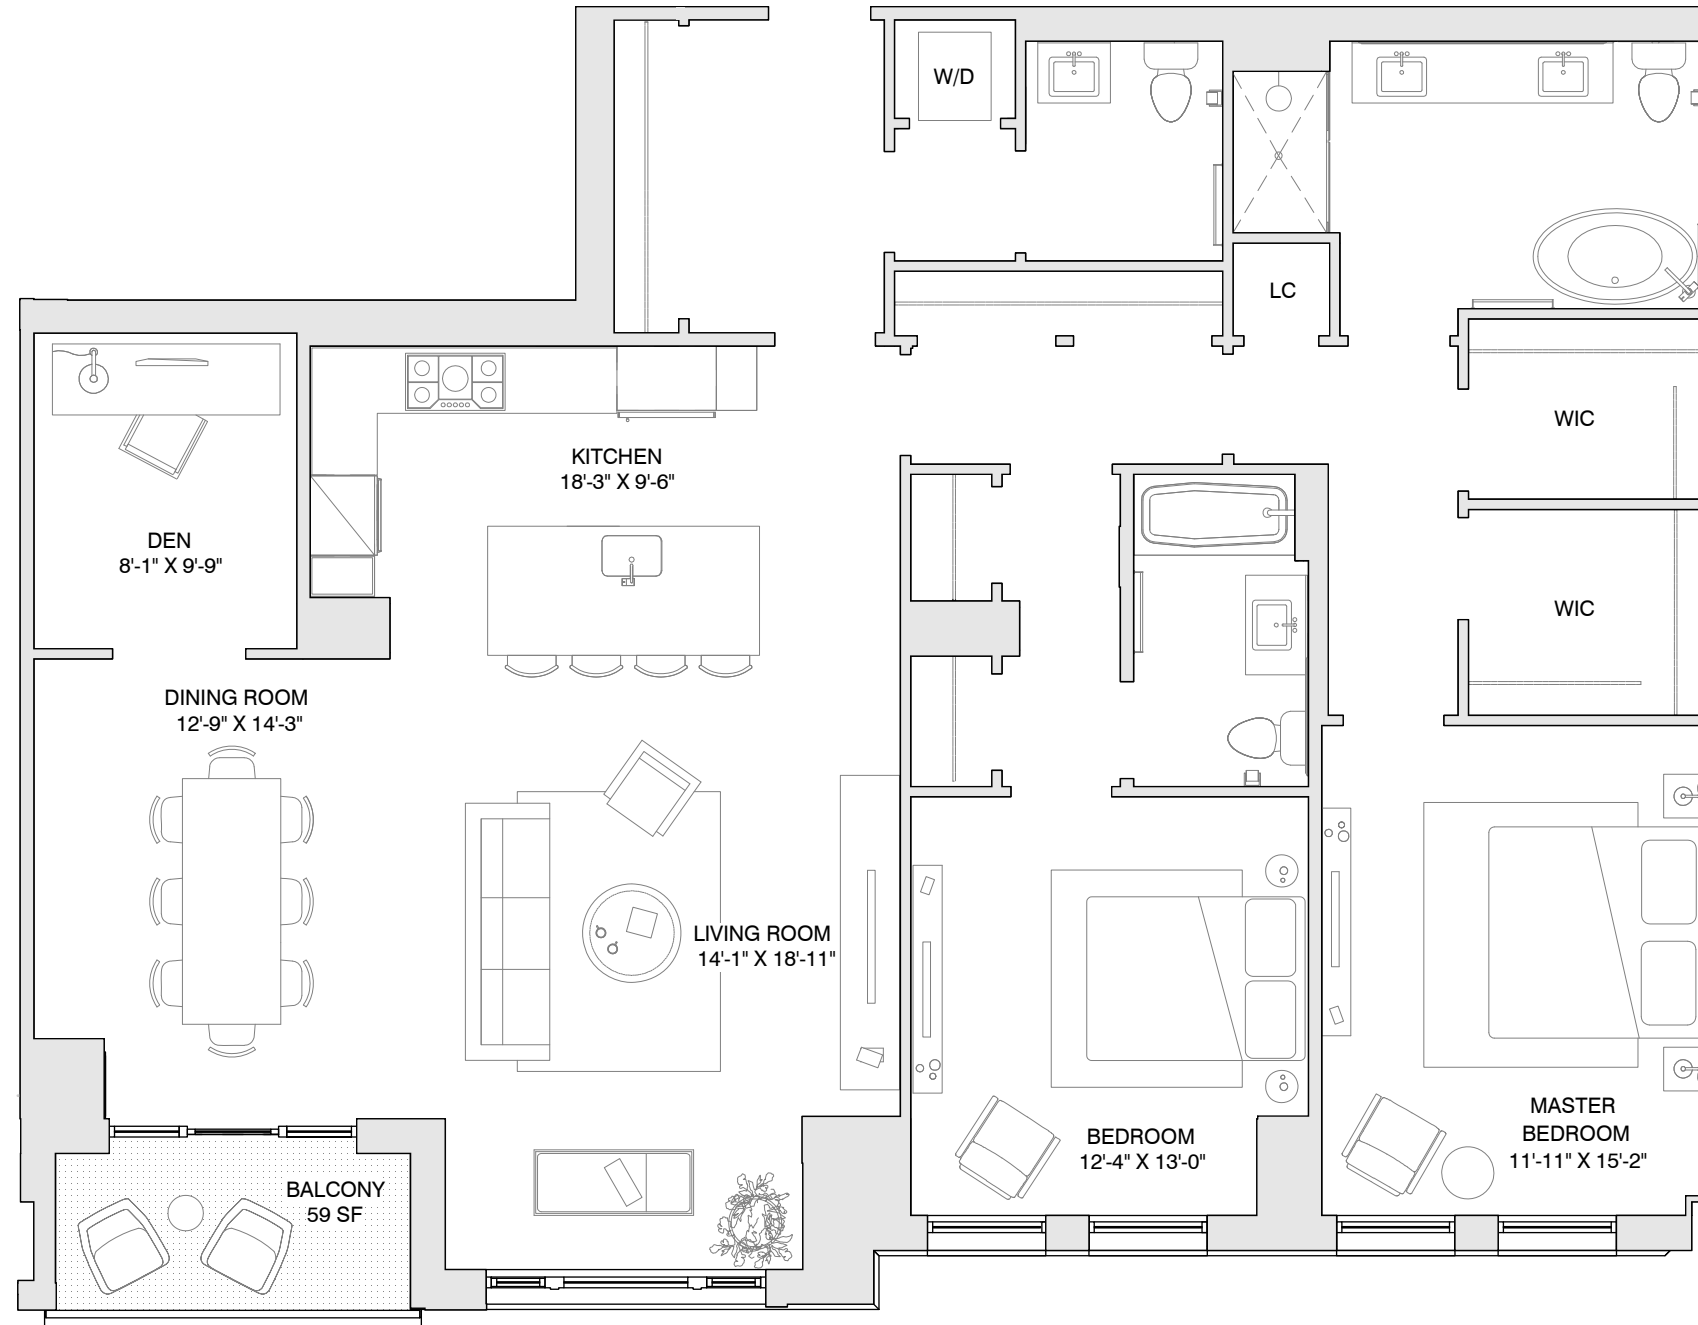 W/D
LC
WIC
KITCHEN
18'-3" X 9'-6"
DEN
8'-1" X 9'-9"
WIC
DINING ROOM
12'-9" X 14'-3"
LIVING ROOM
14'-1" X 18'-11"
MASTER
BEDROOM
11'-11" X 15'-2"
BEDROOM
12'-4" X 13'-0"
BALCONY
59 SF